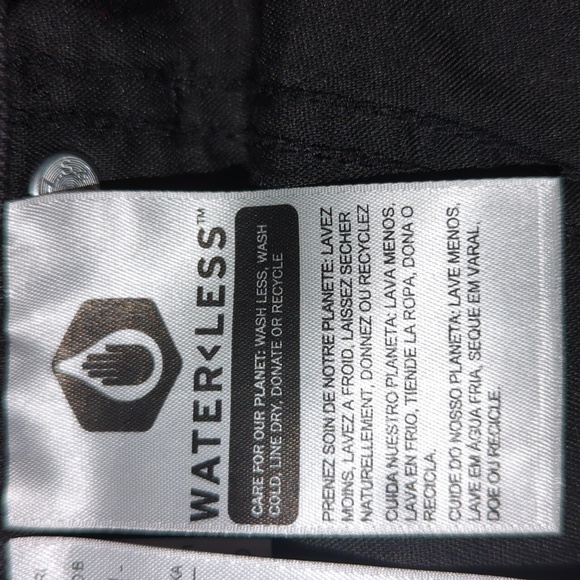 WATER<LESS™
CARE FOR OUR PLANET: WASH LESS, WASH
COLD, LINE DRY, DONATE OR RECYCLE
PRENEZ SOIN DE NOTRE PLANETE: LAVEZ
MOINS, LAVEZ A FROID, LAISSEZ SECHER
NATURELLEMENT, DONNEZ OU RECYCLEZ
CUIDA NUESTRO PLANETA: LAVA MENOS,
LAVA EN FRIO, TIENDE LA ROPA, DONA O
RECICLA.
CUIDE DO NOSSO PLANETA: LAVE MENOS,
LAVE EM ÁGUA FRIA, SEQUE EM VARAL,
DOE OU RECICLE.